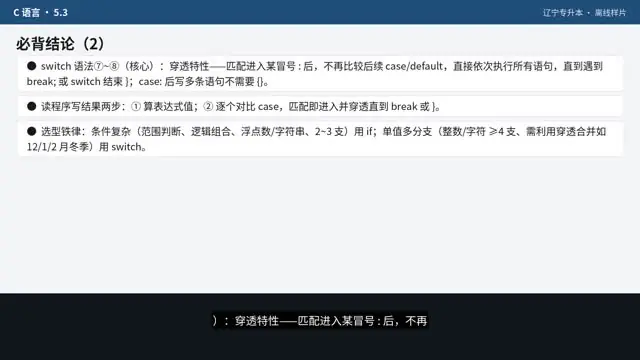 C 语言 · 5.3
辽宁专升本 · 离线样片
必背结论（2）
● switch 语法⑦~⑧（核心）：穿透特性——匹配进入某冒号 : 后，不再比较后续 case/default，直接依次执行所有语句，直到遇到
break; 或 switch 结束 }；case: 后写多条语句不需要 {}。
● 读程序写结果两步：① 算表达式值；② 逐个对比 case，匹配即进入并穿透直到 break 或 }。
● 选型铁律：条件复杂（范围判断、逻辑组合、浮点数/字符串、2~3 支）用 if；单值多分支（整数/字符 ≥4 支、需利用穿透合并如
12/1/2 月冬季）用 switch。
）：穿透特性——匹配进入某冒号 : 后，不再